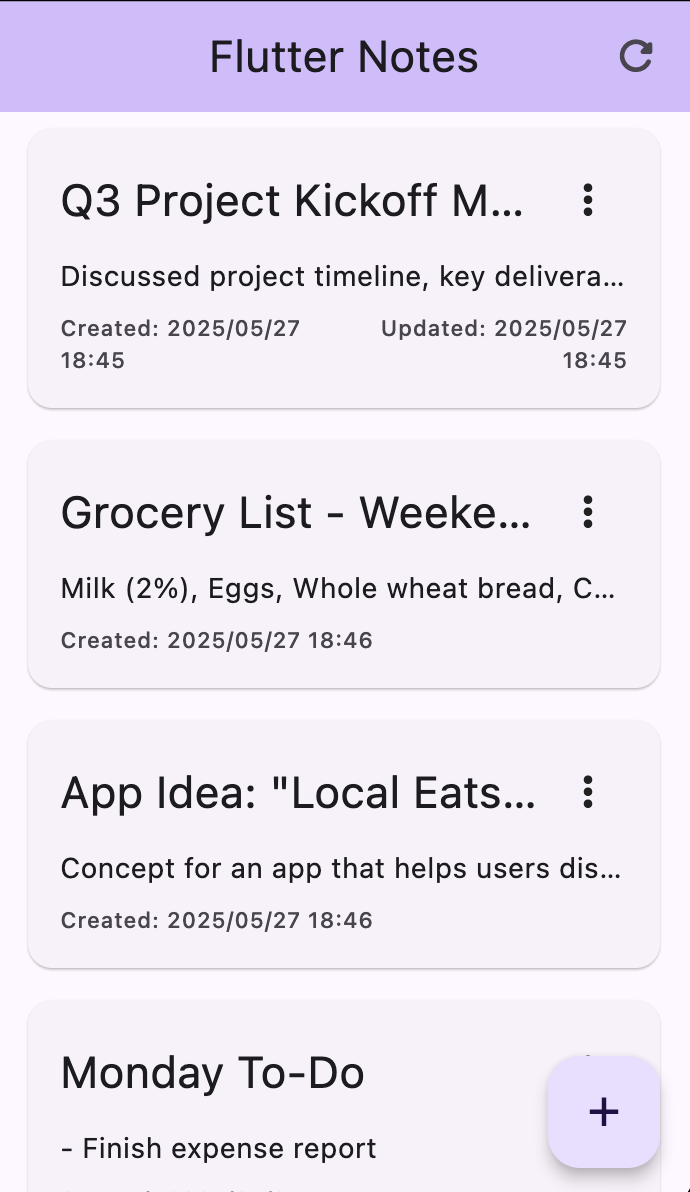 Flutter Notes
Q3 Project Kickoff M...
Discussed project timeline, key delivera...
Created: 2025/05/27 Updated: 2025/05/27
18:45 18:45
Grocery List - Weeke...
Milk (2%), Eggs, Whole wheat bread, C...
Created: 2025/05/27 18:46
App Idea: "Local Eats...
Concept for an app that helps users dis...
Created: 2025/05/27 18:46
Monday To-Do
- Finish expense report